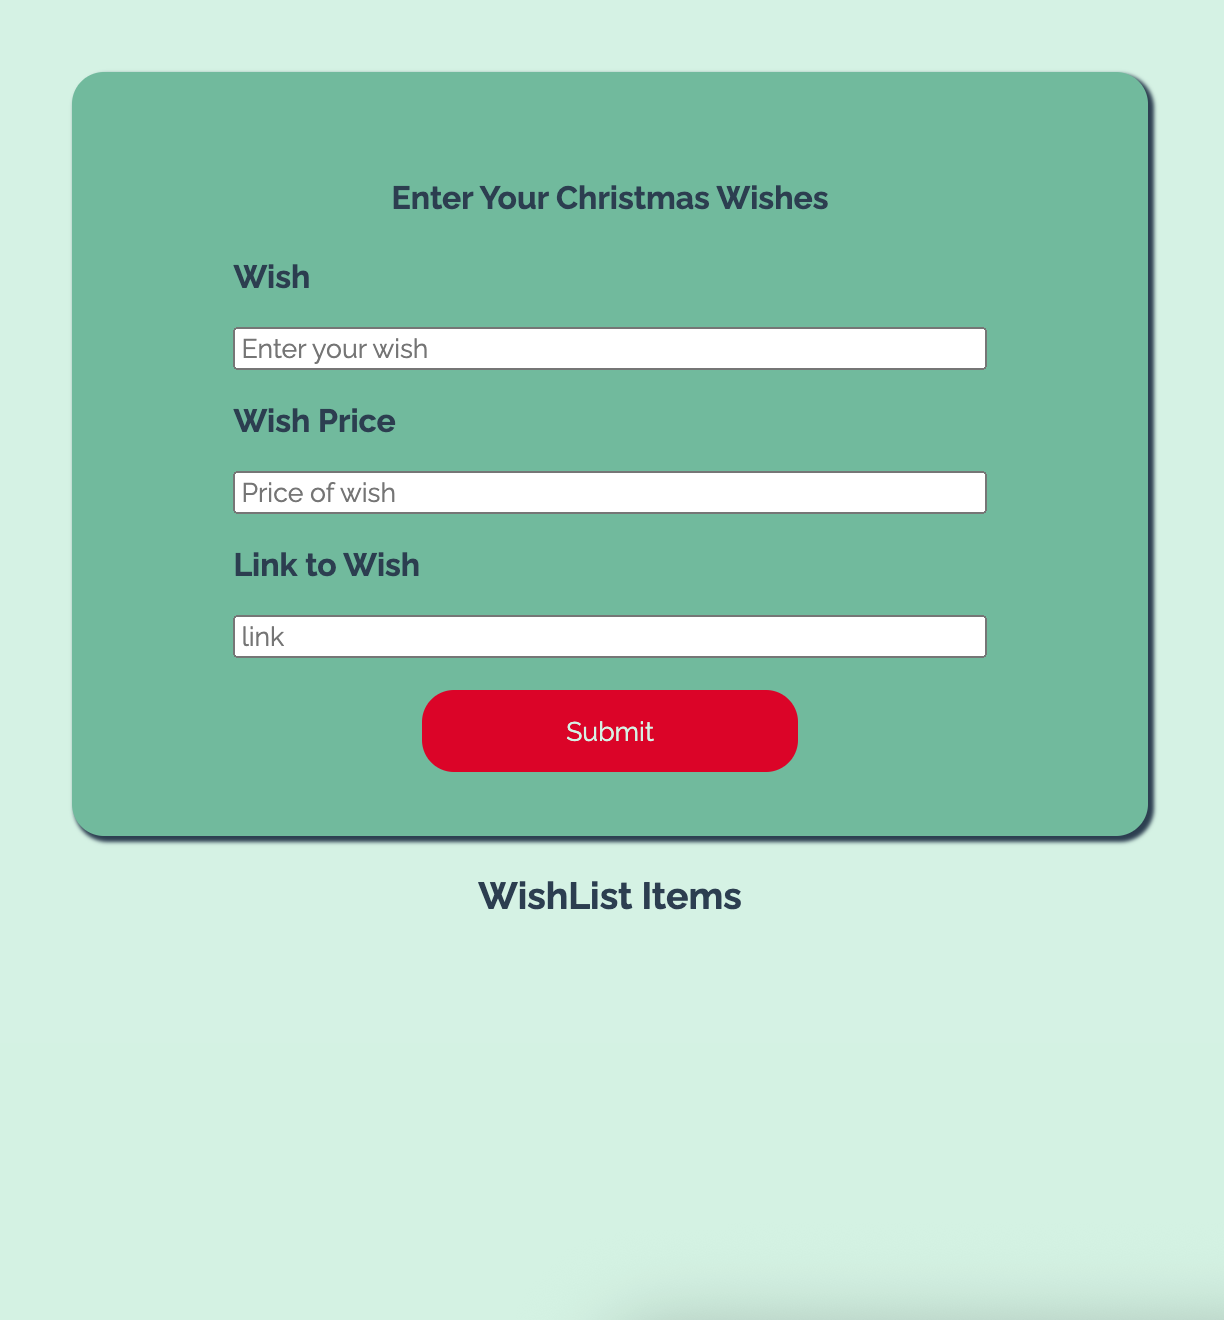 Enter Your Christmas Wishes
Wish
Enter your wish
Wish Price
Price of wish
Link to Wish
link
Submit
WishList Items